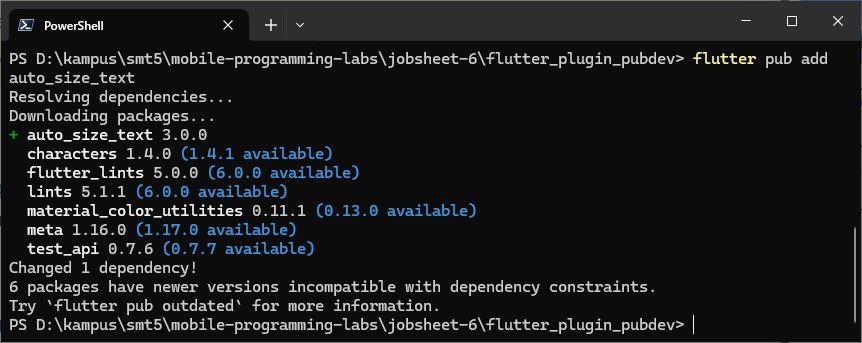 PowerShell
PS D:\kampus\smt5\mobile-programming-labs\jobsheet-6\flutter_plugin_pubdev> flutter pub add
auto_size_text
Resolving dependencies...
Downloading packages...
+ auto_size_text 3.0.0
  characters 1.4.0 (1.4.1 available)
  flutter_lints 5.0.0 (6.0.0 available)
  lints 5.1.1 (6.0.0 available)
  material_color_utilities 0.11.1 (0.13.0 available)
  meta 1.16.0 (1.17.0 available)
  test_api 0.7.6 (0.7.7 available)
Changed 1 dependency!
6 packages have newer versions incompatible with dependency constraints.
Try `flutter pub outdated` for more information.
PS D:\kampus\smt5\mobile-programming-labs\jobsheet-6\flutter_plugin_pubdev>